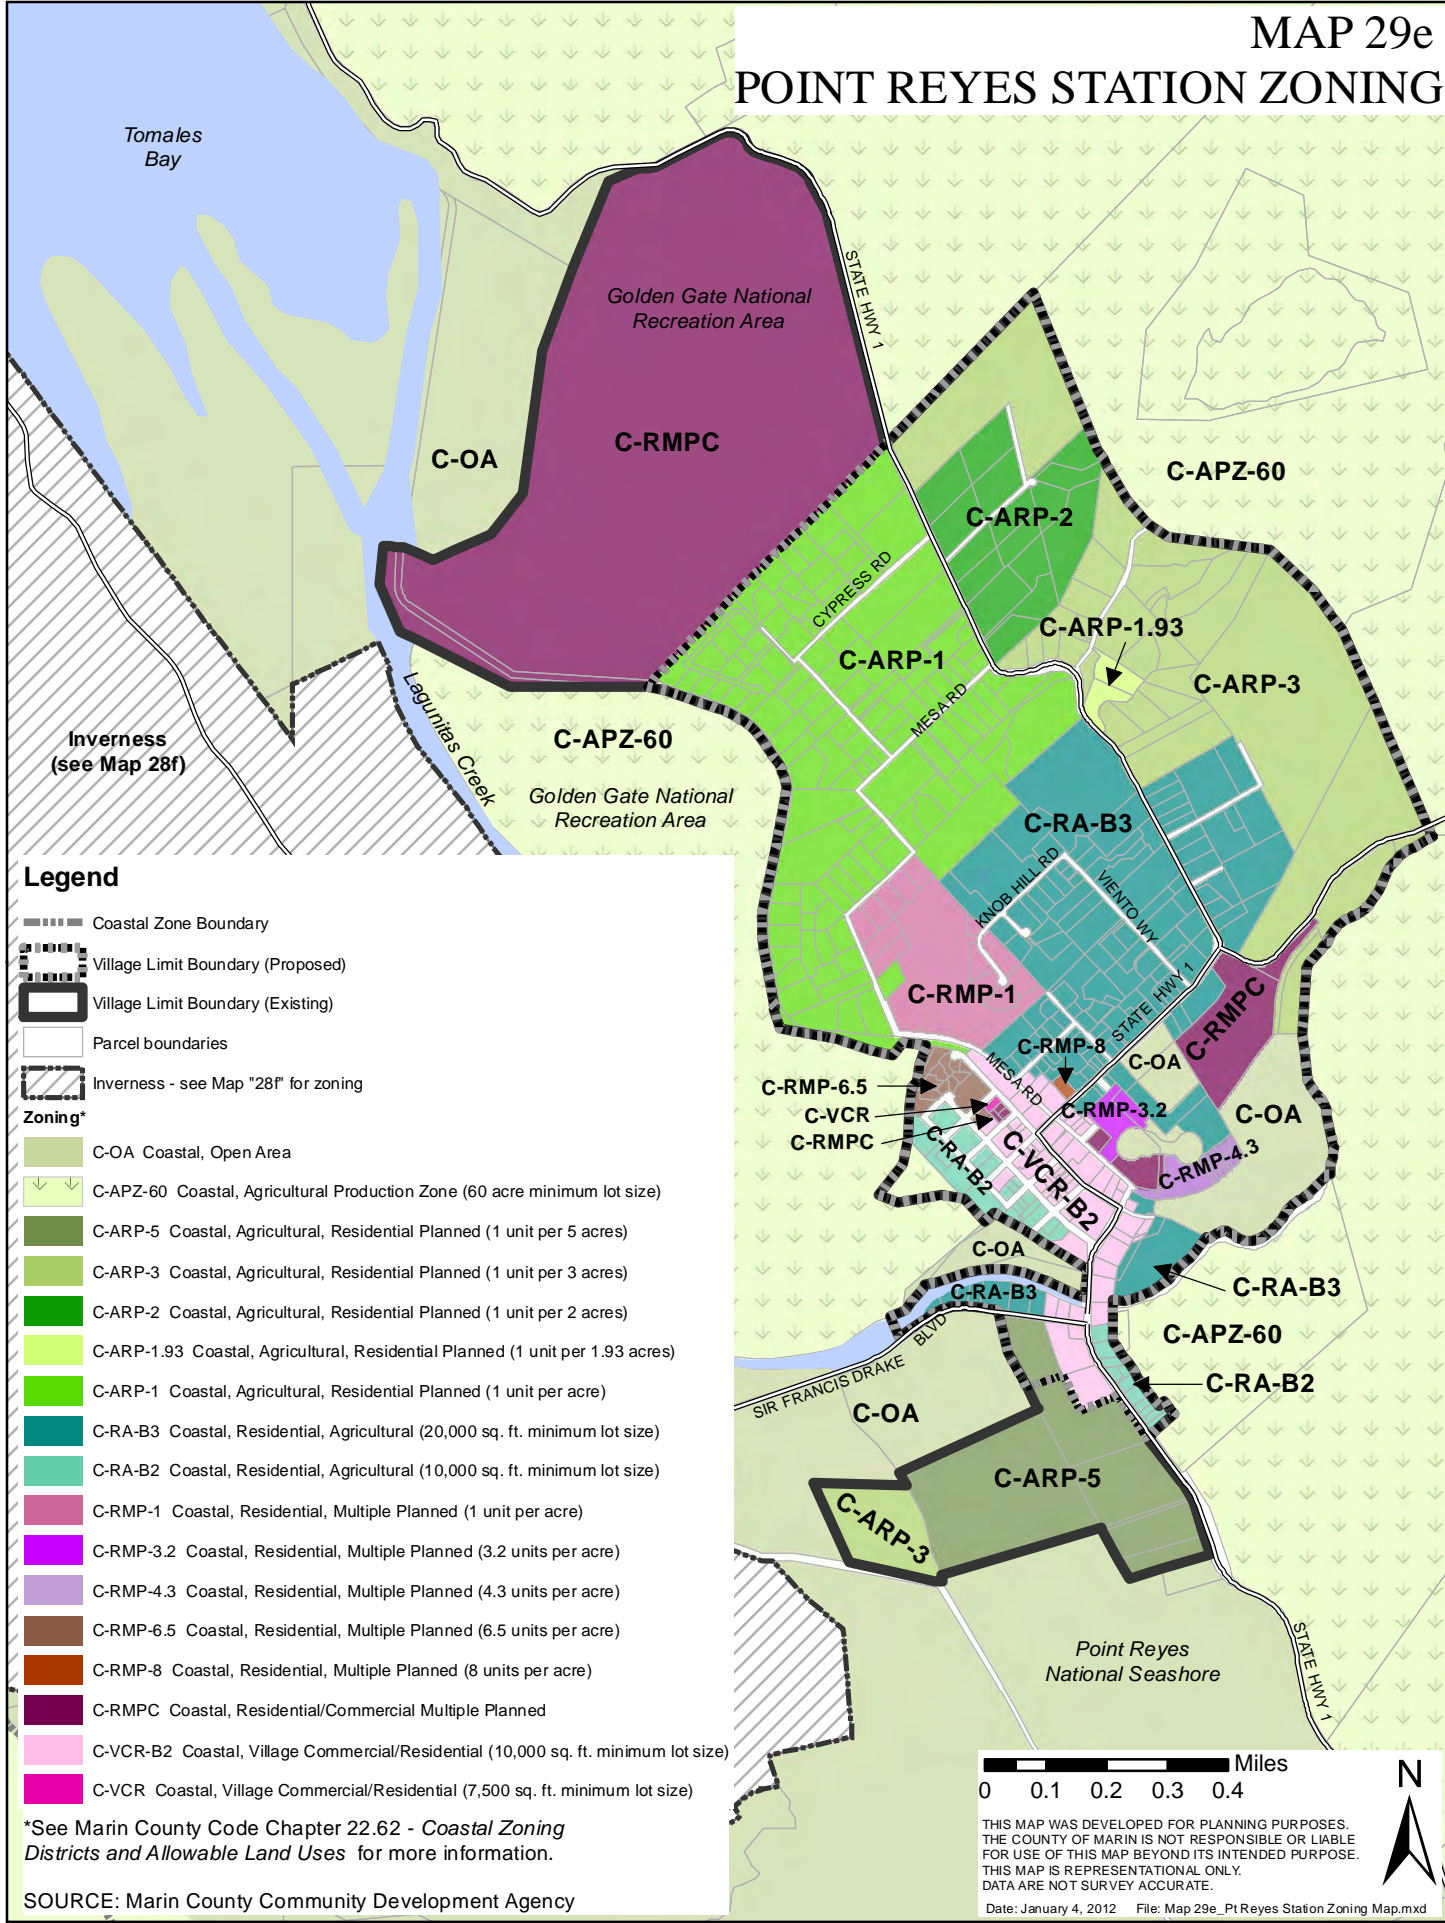 MAP 29e
POINT REYES STATION ZONING
Tomales
Bay
STATE HWY 1
Golden Gate National
Recreation Area
C-RMPC
C-OA
C-APZ-60
C-ARP-2
CYPRESS RD
C-ARP-1.93
C-ARP-1
C-ARP-3
MESA RD
Lagunitas Creek
Inverness
(see Map 28f)
C-APZ-60
Golden Gate National
Recreation Area
C-RA-B3
KNOB HILL RD
VIENTO WY
C-RMP-1
STATE HWY 1
C-RMPC
C-RMP-8
C-OA
MESA RD
C-RMP-6.5
C-VCR
C-RMPC
C-RMP-3.2
C-OA
C-RA-B2
C-VCR-B2
C-RMP-4.3
C-OA
C-RA-B3
C-RA-B3
C-APZ-60
SIR FRANCIS DRAKE BLVD
C-RA-B2
C-OA
C-ARP-5
C-ARP-3
Point Reyes
National Seashore
STATE HWY 1
Legend
Coastal Zone Boundary
Village Limit Boundary (Proposed)
Village Limit Boundary (Existing)
Parcel boundaries
Inverness - see Map "28f" for zoning
Zoning*
C-OA Coastal, Open Area
C-APZ-60 Coastal, Agricultural Production Zone (60 acre minimum lot size)
C-ARP-5 Coastal, Agricultural, Residential Planned (1 unit per 5 acres)
C-ARP-3 Coastal, Agricultural, Residential Planned (1 unit per 3 acres)
C-ARP-2 Coastal, Agricultural, Residential Planned (1 unit per 2 acres)
C-ARP-1.93 Coastal, Agricultural, Residential Planned (1 unit per 1.93 acres)
C-ARP-1 Coastal, Agricultural, Residential Planned (1 unit per acre)
C-RA-B3 Coastal, Residential, Agricultural (20,000 sq. ft. minimum lot size)
C-RA-B2 Coastal, Residential, Agricultural (10,000 sq. ft. minimum lot size)
C-RMP-1 Coastal, Residential, Multiple Planned (1 unit per acre)
C-RMP-3.2 Coastal, Residential, Multiple Planned (3.2 units per acre)
C-RMP-4.3 Coastal, Residential, Multiple Planned (4.3 units per acre)
C-RMP-6.5 Coastal, Residential, Multiple Planned (6.5 units per acre)
C-RMP-8 Coastal, Residential, Multiple Planned (8 units per acre)
C-RMPC Coastal, Residential/Commercial Multiple Planned
C-VCR-B2 Coastal, Village Commercial/Residential (10,000 sq. ft. minimum lot size)
C-VCR Coastal, Village Commercial/Residential (7,500 sq. ft. minimum lot size)
*See Marin County Code Chapter 22.62 - Coastal Zoning
Districts and Allowable Land Uses for more information.
SOURCE: Marin County Community Development Agency
Miles
0 0.1 0.2 0.3 0.4
N
THIS MAP WAS DEVELOPED FOR PLANNING PURPOSES.
THE COUNTY OF MARIN IS NOT RESPONSIBLE OR LIABLE
FOR USE OF THIS MAP BEYOND ITS INTENDED PURPOSE.
THIS MAP IS REPRESENTATIONAL ONLY.
DATA ARE NOT SURVEY ACCURATE.
Date: January 4, 2012 File: Map 29e_Pt Reyes Station Zoning Map.mxd